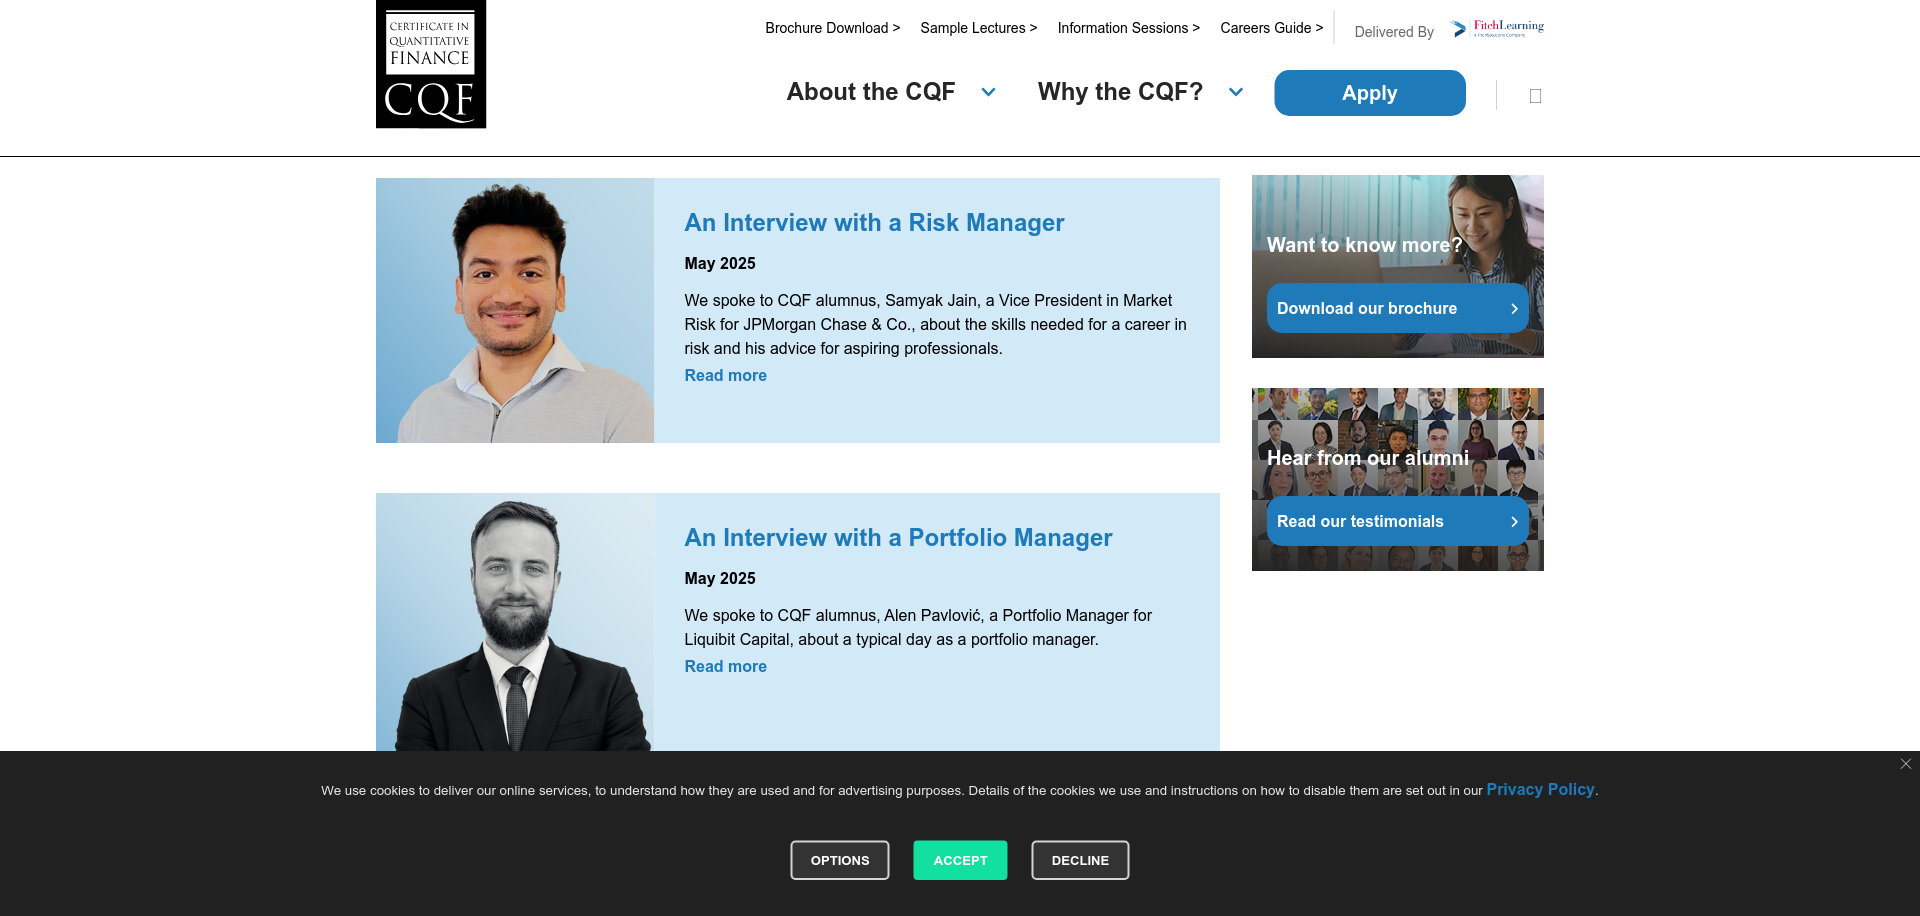 CERTIFICATE IN
QUANTITATIVE
FINANCE
CQF
Brochure Download >
Sample Lectures >
Information Sessions >
Careers Guide >
Delivered By
FitchLearning
About the CQF
Why the CQF?
Apply
An Interview with a Risk Manager
May 2025
We spoke to CQF alumnus, Samyak Jain, a Vice President in Market
Risk for JPMorgan Chase & Co., about the skills needed for a career in
risk and his advice for aspiring professionals.
Read more
Want to know more?
Download our brochure
Hear from our alumni
Read our testimonials
An Interview with a Portfolio Manager
May 2025
We spoke to CQF alumnus, Alen Pavlović, a Portfolio Manager for
Liquibit Capital, about a typical day as a portfolio manager.
Read more
We use cookies to deliver our online services, to understand how they are used and for advertising purposes. Details of the cookies we use and instructions on how to disable them are set out in our Privacy Policy.
OPTIONS
ACCEPT
DECLINE